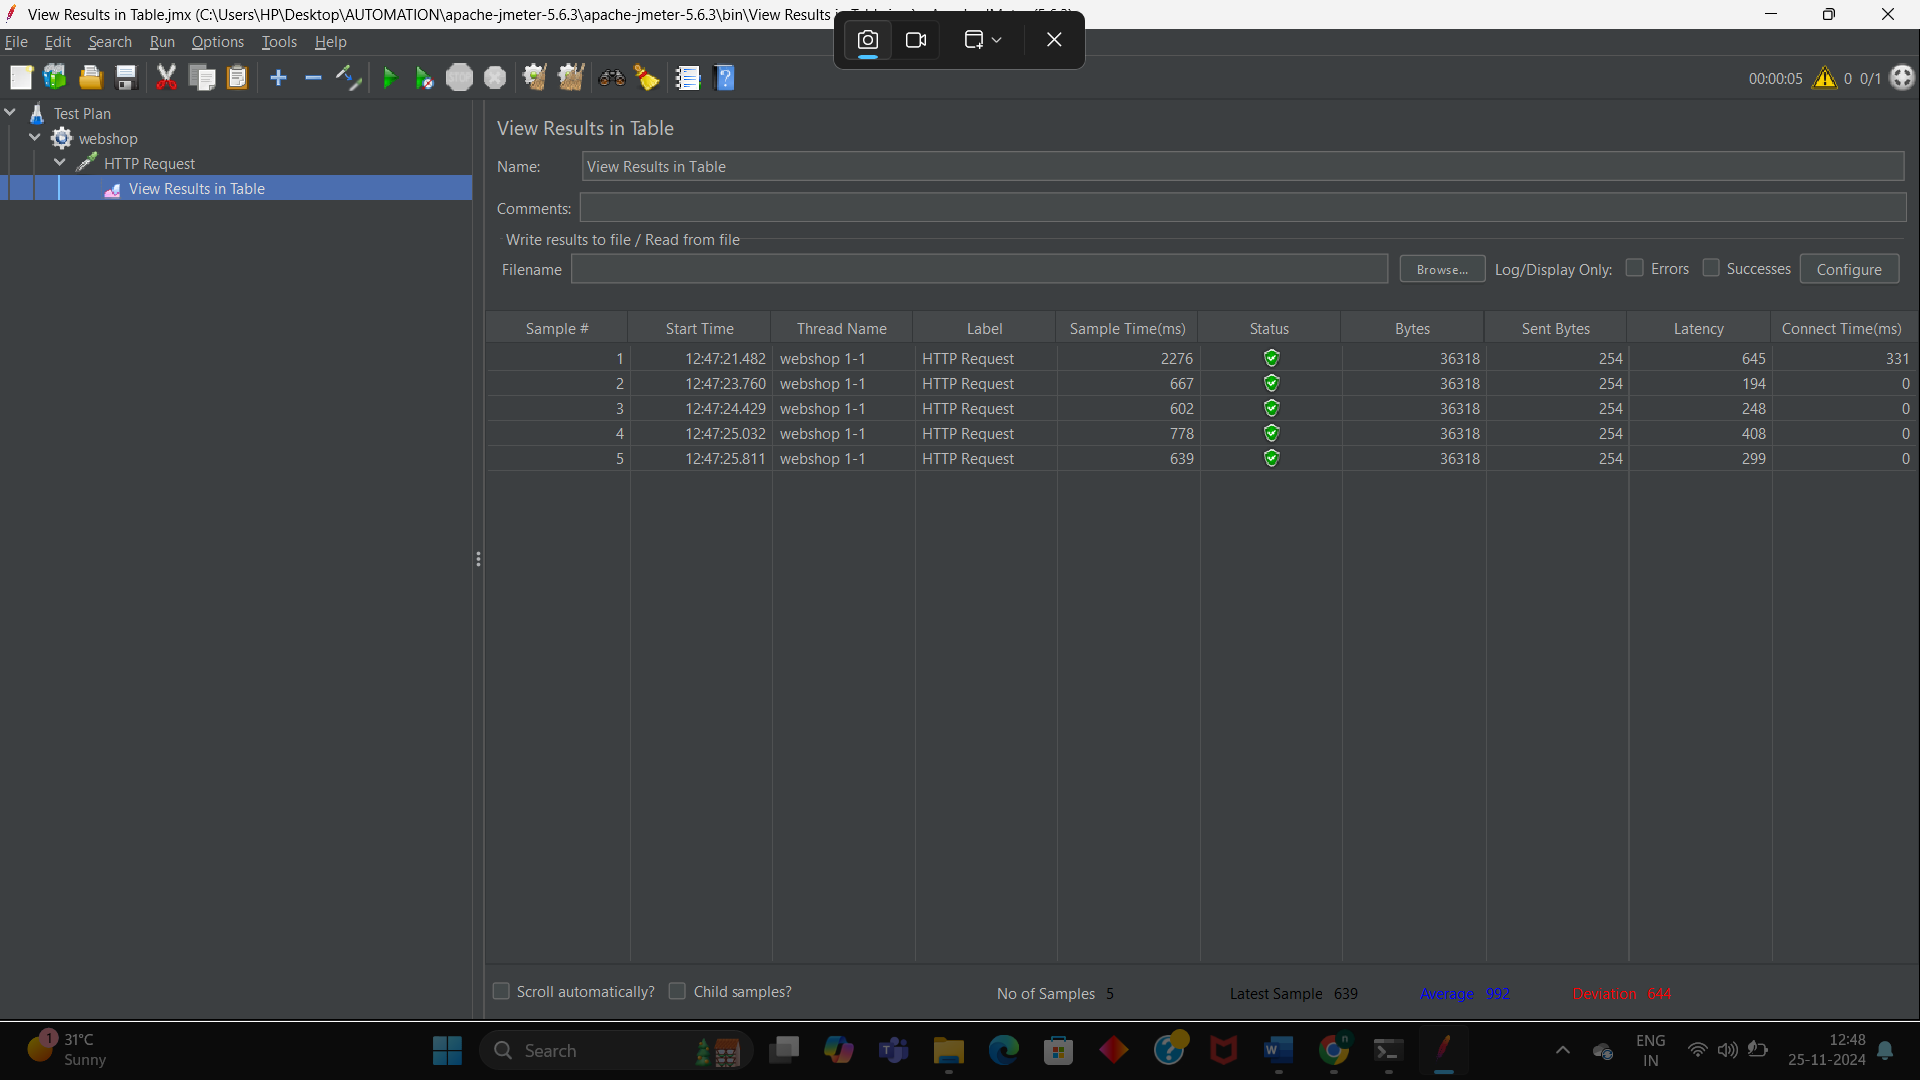 View Results in Table.jmx (C:\Users\HP\Desktop\AUTOMATION\apache-jmeter-5.6.3\apache-jmeter-5.6.3\bin\View Results
File Edit Search Run Options Tools Help
STOP
00:00:05 0 0/1
Test Plan
webshop
HTTP Request
View Results in Table
View Results in Table
Name: View Results in Table
Comments:
Write results to file / Read from file
Filename Browse... Log/Display Only: Errors Successes Configure
Sample # Start Time Thread Name Label Sample Time(ms) Status Bytes Sent Bytes Latency Connect Time(ms)
1 12:47:21.482 webshop 1-1 HTTP Request 2276 36318 254 645 331
2 12:47:23.760 webshop 1-1 HTTP Request 667 36318 254 194 0
3 12:47:24.429 webshop 1-1 HTTP Request 602 36318 254 248 0
4 12:47:25.032 webshop 1-1 HTTP Request 778 36318 254 408 0
5 12:47:25.811 webshop 1-1 HTTP Request 639 36318 254 299 0
Scroll automatically? Child samples? No of Samples 5 Latest Sample 639 Average 992 Deviation 644
1 31°C
Sunny
Search
ENG
IN
12:48
25-11-2024